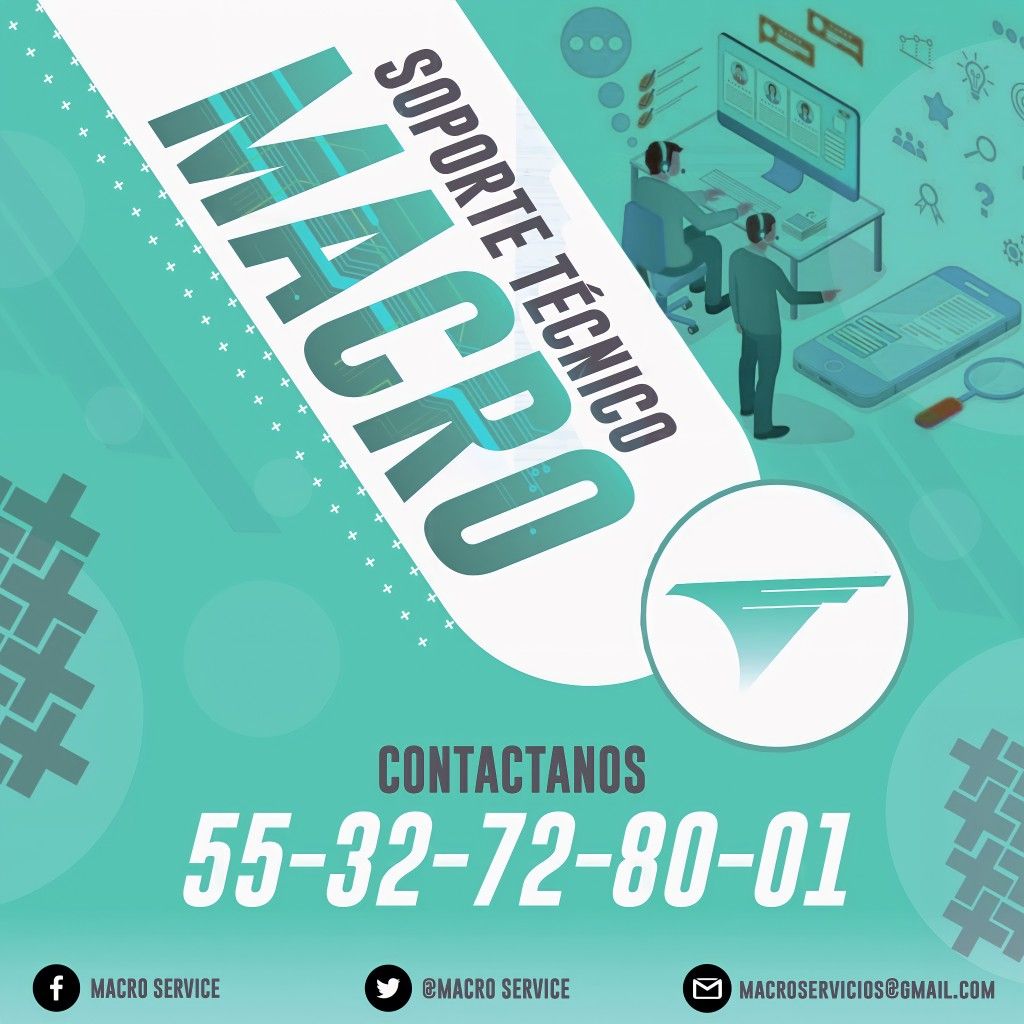 SOPORTE TÉCNICO
MACRO
CONTACTANOS
55-32-72-80-01
MACRO SERVICE
@MACRO SERVICE
MACROSERVICIOS@GMAIL.COM